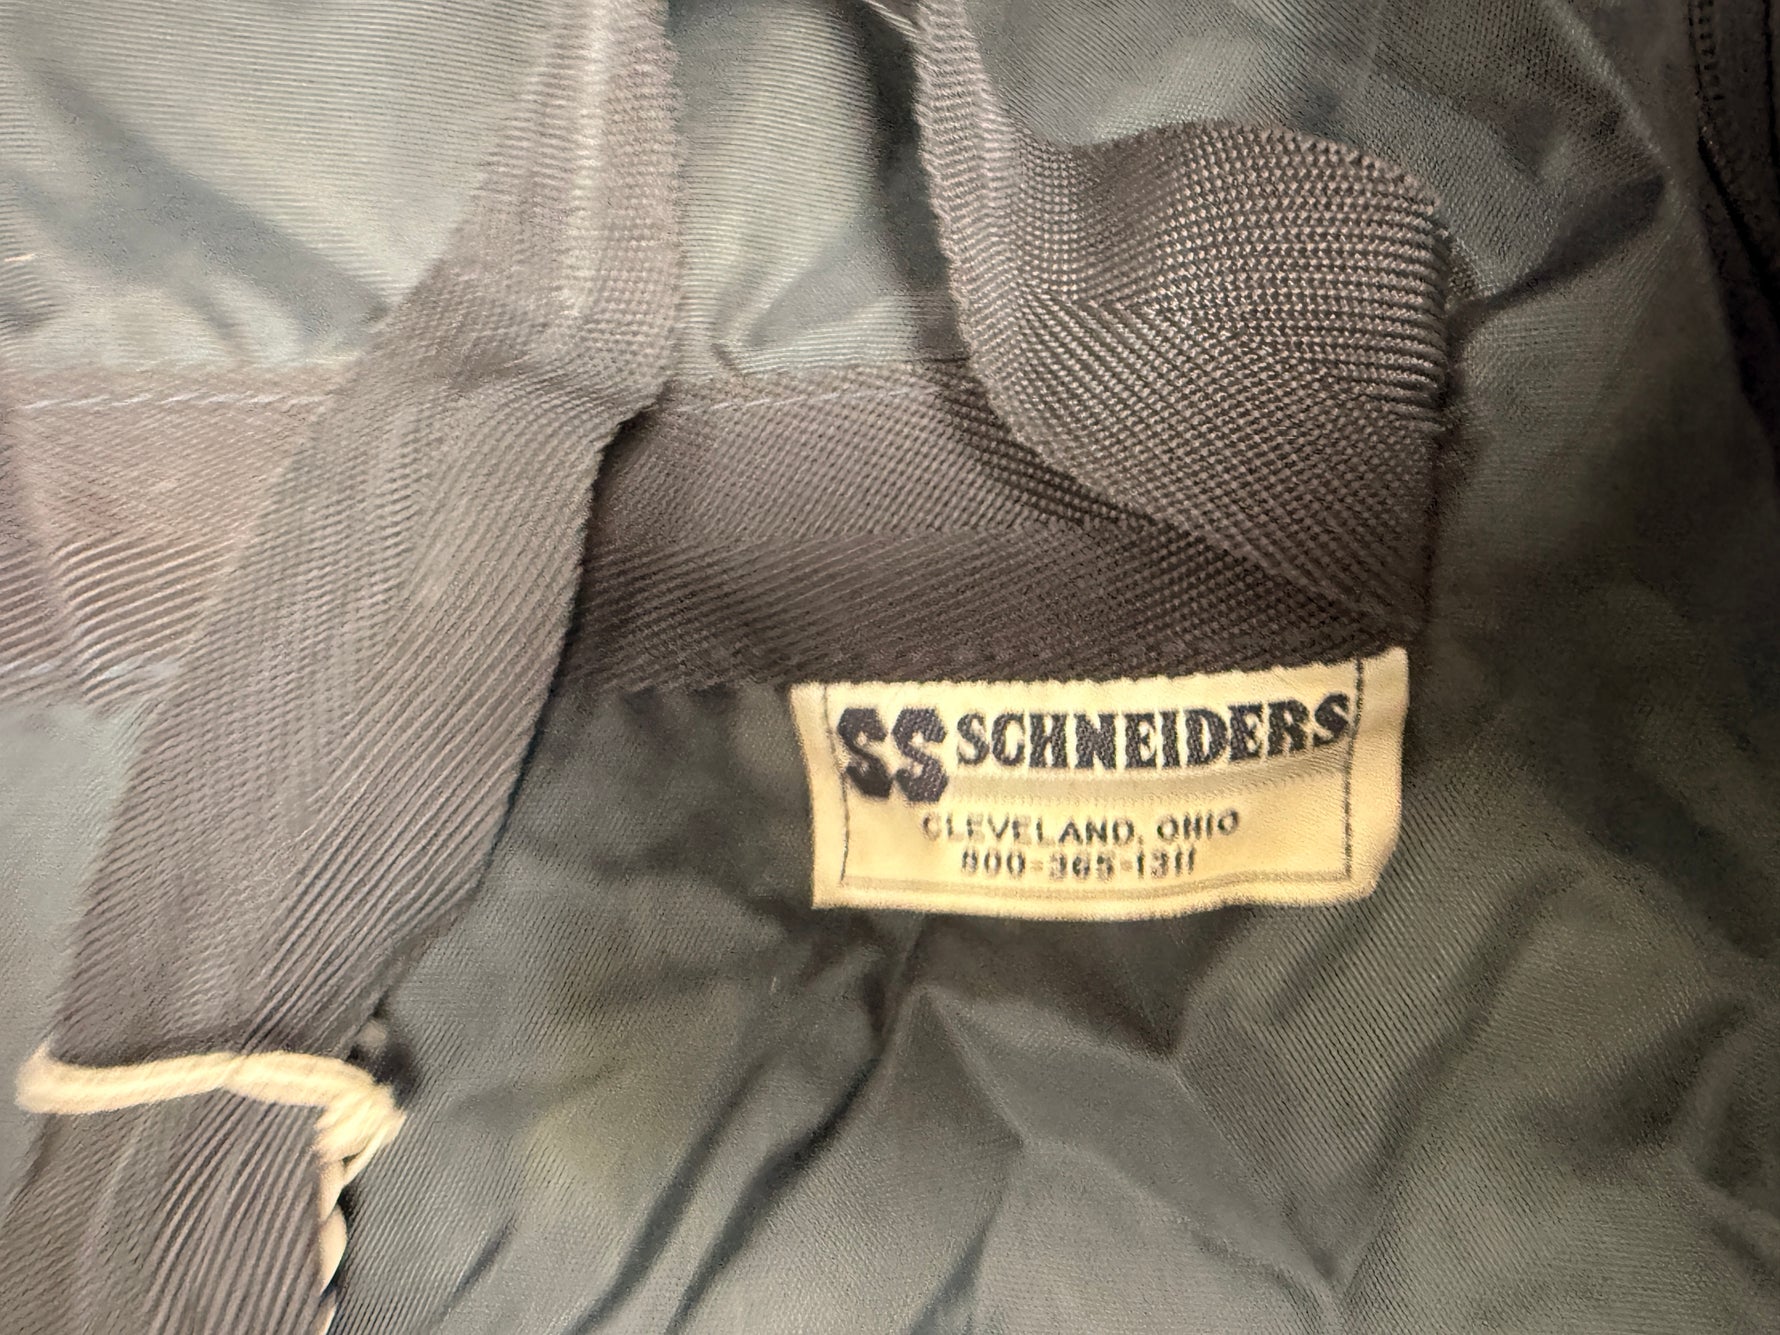 SS SCHNEIDERS
CLEVELAND, OHIO
800-365-1311